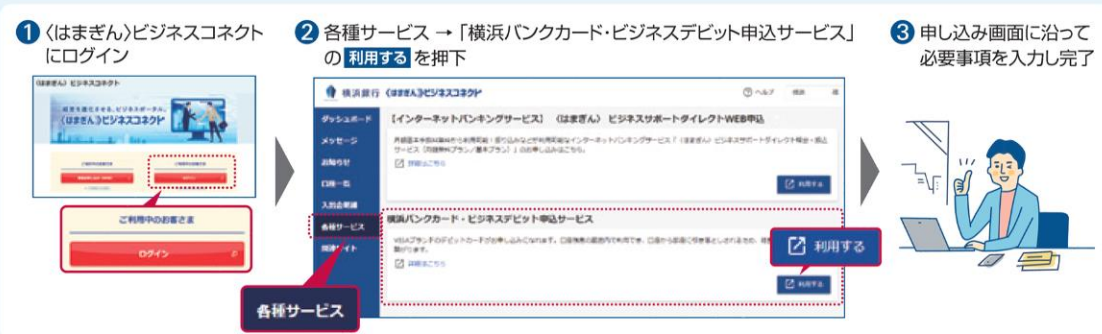 1 〈はまぎん〉ビジネスコネクト
にログイン
〈はまぎん〉ビジネスコネクト
〈はまぎん〉ビジネスコネクト
ログイン
ご利用中のお客さま
ログイン
2 各種サービス → 「横浜バンクカード・ビジネスデビット申込サービス」
の 利用する を押下
横浜銀行 〈はまぎん〉ビジネスコネクト
ヘルプ
ダッシュボード
メッセージ
お知らせ
口座一覧
入出金明細
各種サービス
関連サイト
【インターネットバンキングサービス】 〈はまぎん〉 ビジネスサポートダイレクトWEB申込
詳細はこちら
利用する
横浜バンクカード・ビジネスデビット申込サービス
詳細はこちら
利用する
利用する
各種サービス
3 申し込み画面に沿って
必要事項を入力し完了